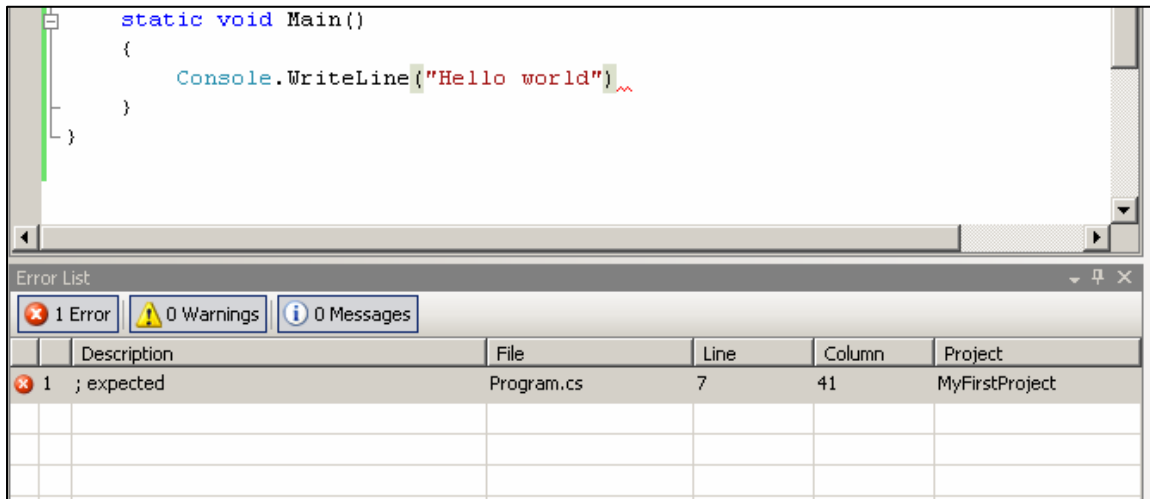 static void Main()
{
Console.WriteLine("Hello world")
}
}
Error List
1 Error 0 Warnings 0 Messages
Description File Line Column Project
1 ; expected Program.cs 7 41 MyFirstProject